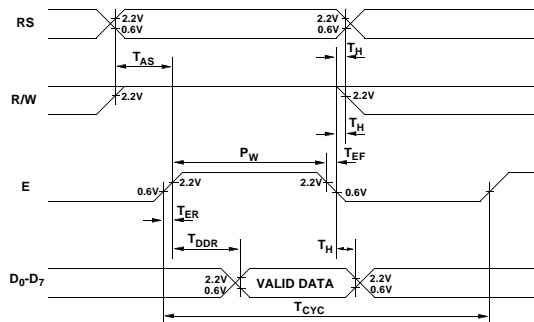 RS
2.2V
0.6V
2.2V
0.6V
TH
TAS
R/W
2.2V
2.2V
TH
PW
TEF
E
0.6V
2.2V
2.2V
0.6V
0.6V
TER
TDDR
TH
D0-D7
2.2V
0.6V
VALID DATA
2.2V
0.6V
TCYC